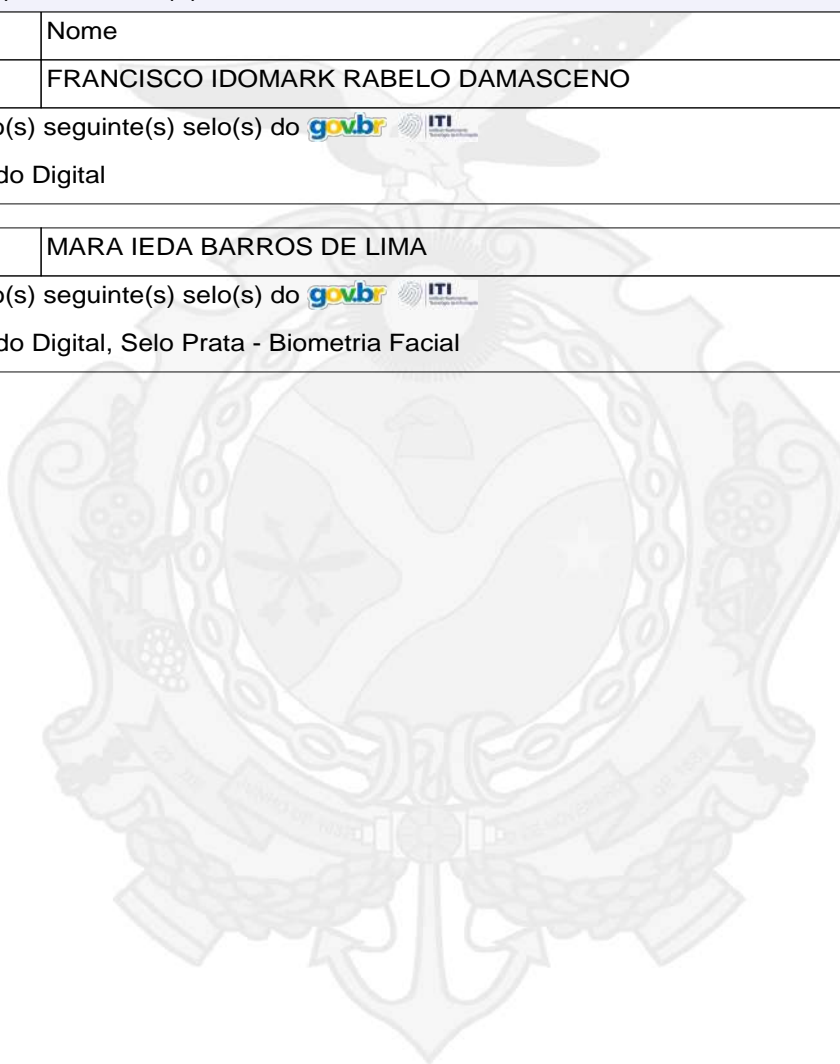 Nome
FRANCISCO IDOMARK RABELO DAMASCENO
o(s) seguinte(s) selo(s) do gov.br ITI
do Digital
MARA IEDA BARROS DE LIMA
o(s) seguinte(s) selo(s) do gov.br ITI
do Digital, Selo Prata - Biometria Facial